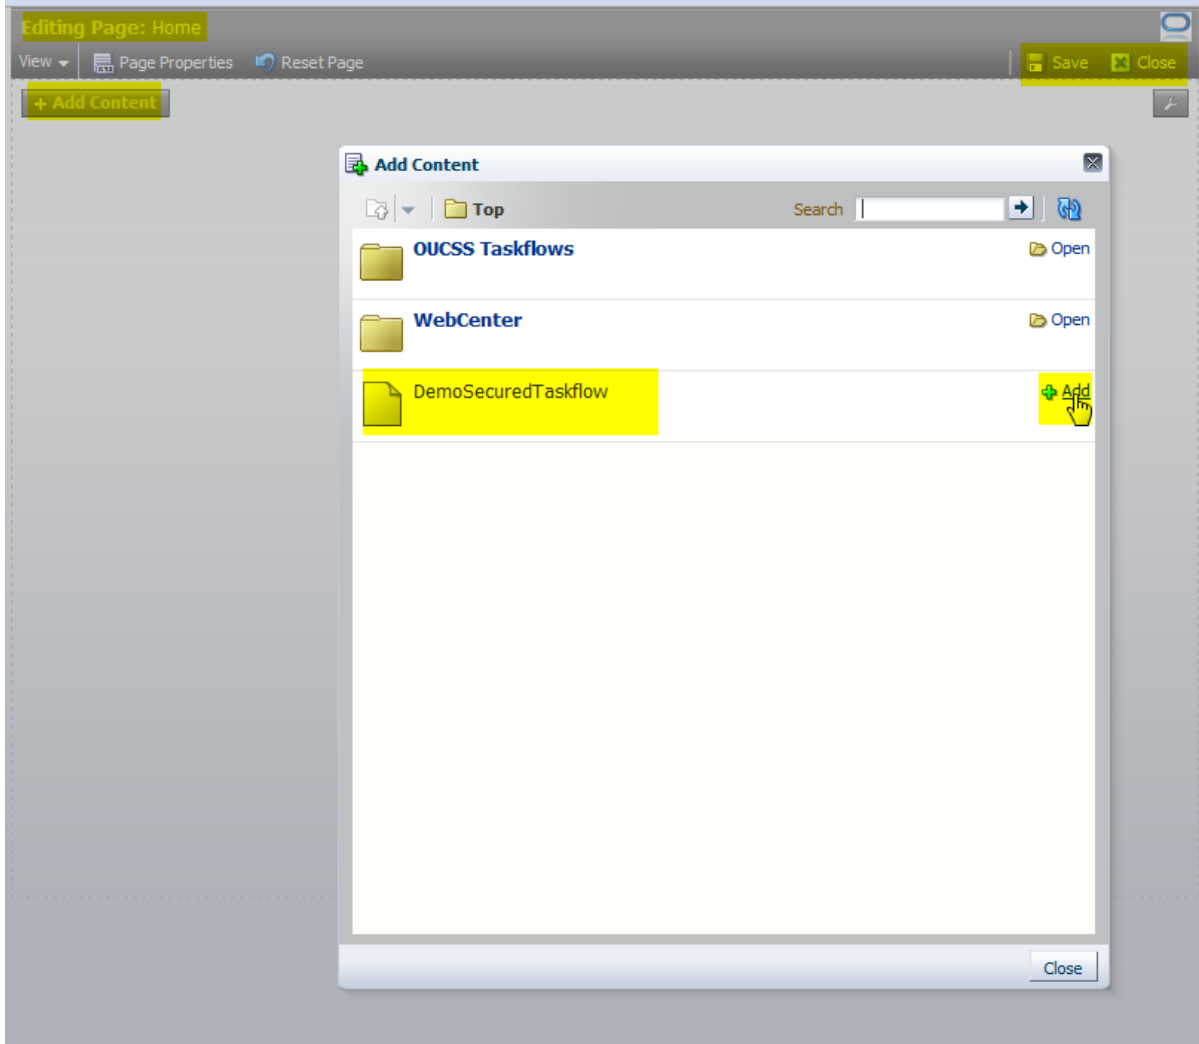 Editing Page: Home
View Page Properties Reset Page Save Close
+ Add Content
Add Content
Top Search
OUCSS Taskflows Open
WebCenter Open
DemoSecuredTaskflow Add
Close